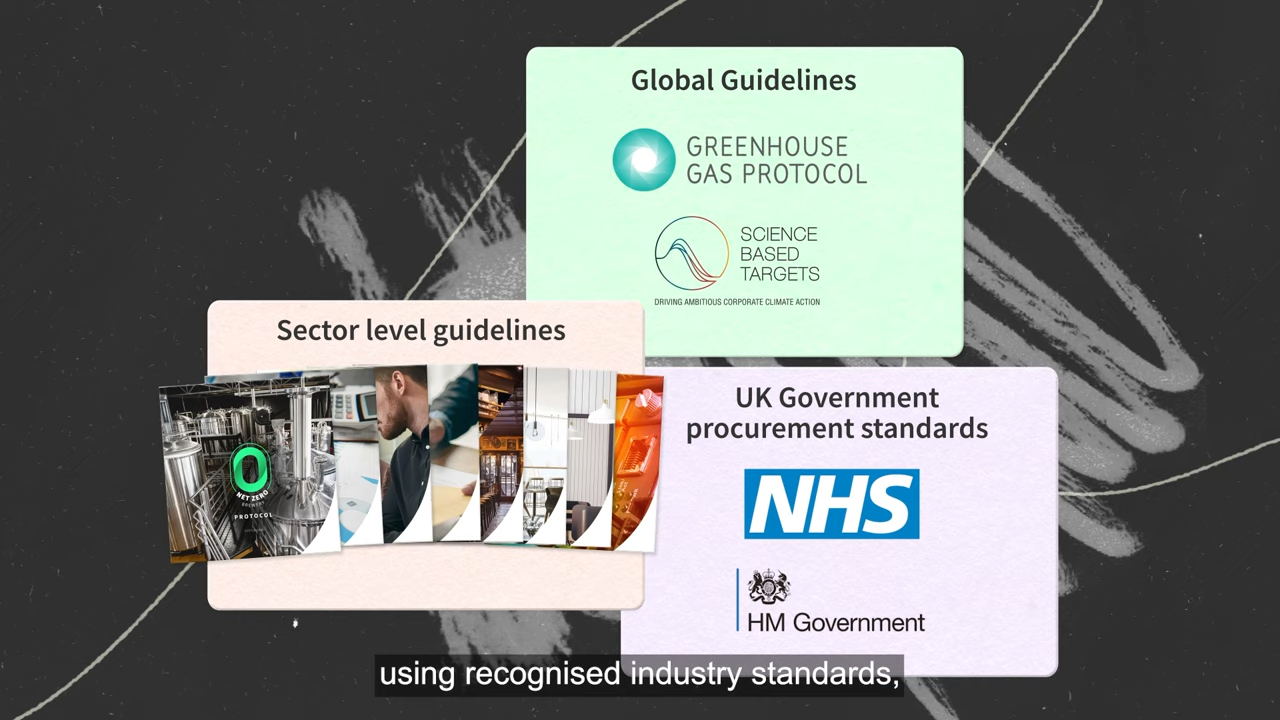 Global Guidelines
GREENHOUSE
GAS PROTOCOL
SCIENCE
BASED
TARGETS
DRIVING AMBITIOUS CORPORATE CLIMATE ACTION
Sector level guidelines
NET ZERO
BREWERY
PROTOCOL
UK Government
procurement standards
NHS
HM Government
using recognised industry standards,